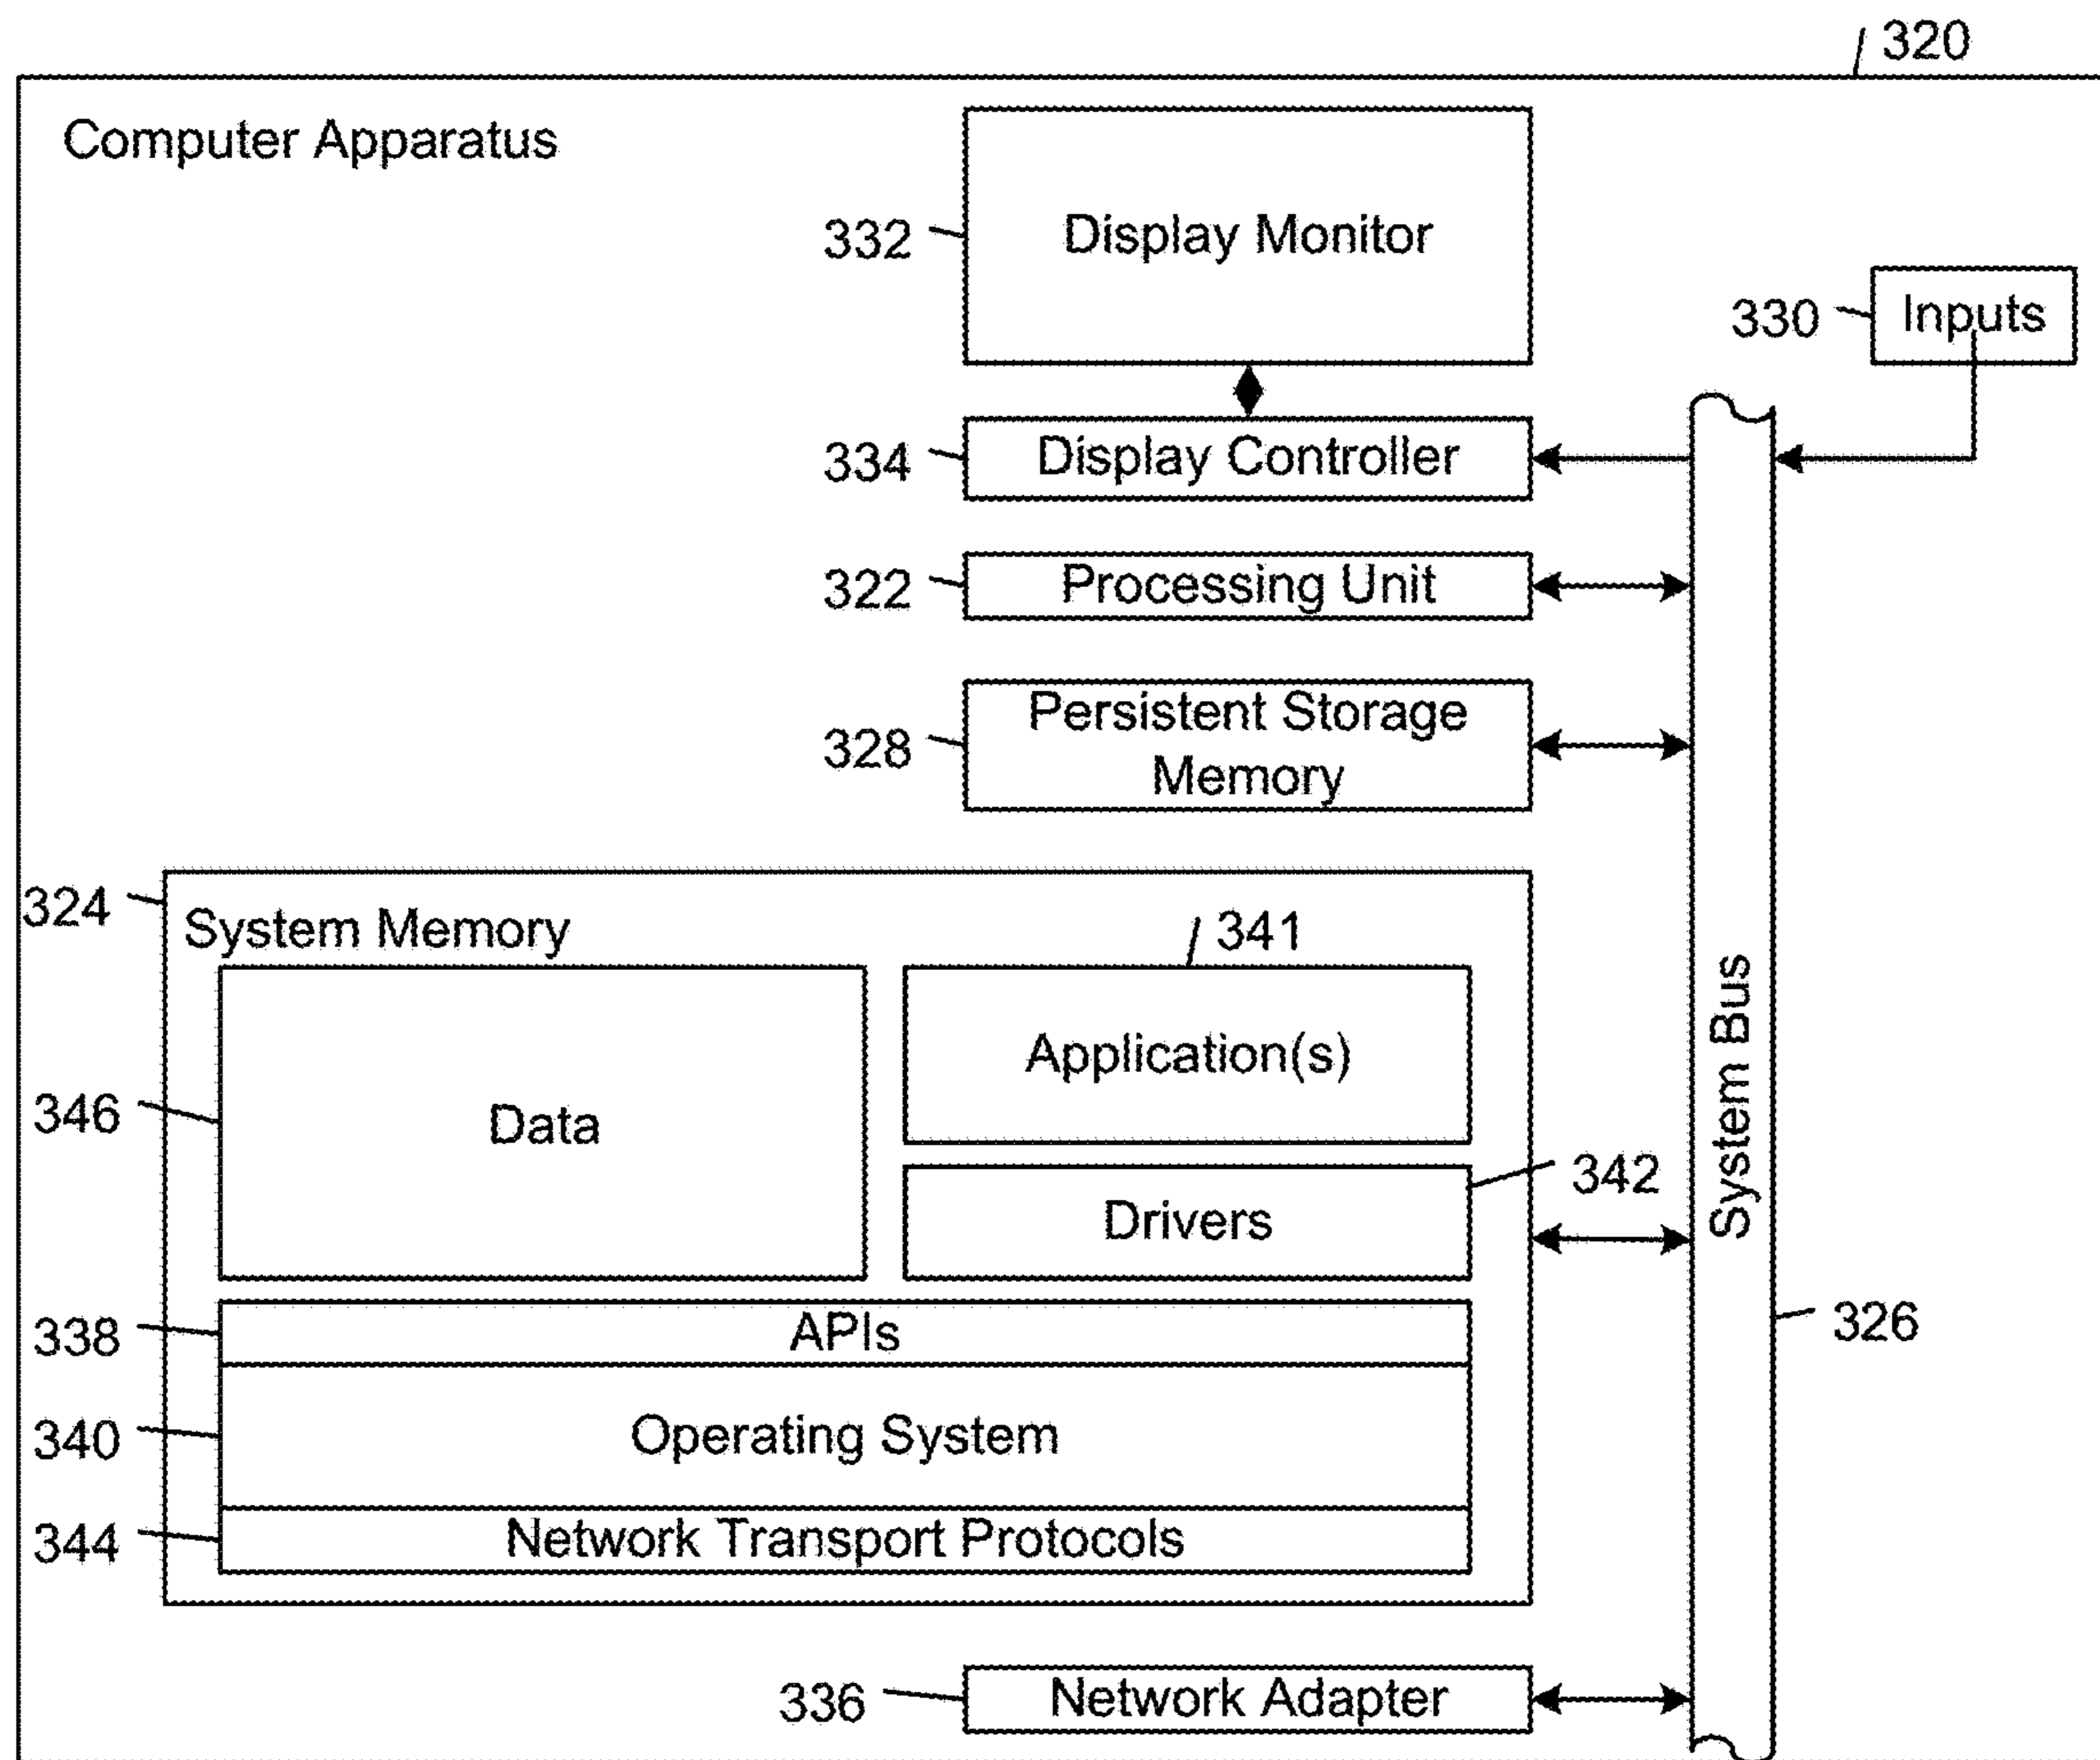 320
Computer Apparatus
332
Display Monitor
330
Inputs
334
Display Controller
322
Processing Unit
328
Persistent Storage
Memory
324
System Memory
341
346
Data
Application(s)
342
Drivers
System Bus
326
338
APIs
340
Operating System
344
Network Transport Protocols
336
Network Adapter